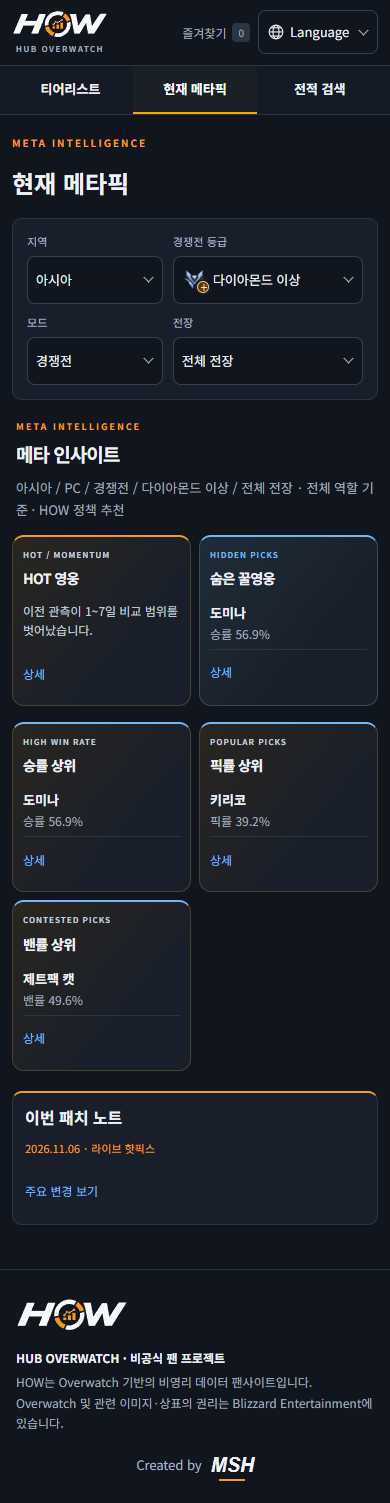 HOW
HUB OVERWATCH
즐겨찾기 0
Language
티어리스트
현재 메타픽
전적 검색
META INTELLIGENCE
현재 메타픽
지역
경쟁전 등급
아시아
다이아몬드 이상
모드
전장
경쟁전
전체 전장
META INTELLIGENCE
메타 인사이트
아시아 / PC / 경쟁전 / 다이아몬드 이상 / 전체 전장 · 전체 역할 기
준 · HOW 정책 추천
HOT / MOMENTUM
HOT 영웅
이전 관측이 1~7일 비교 범위를
벗어났습니다.
상세
HIDDEN PICKS
숨은 꿀영웅
도미나
승률 56.9%
상세
HIGH WIN RATE
승률 상위
도미나
승률 56.9%
상세
POPULAR PICKS
픽률 상위
키리코
픽률 39.2%
상세
CONTESTED PICKS
밴률 상위
제트팩 캣
밴률 49.6%
상세
이번 패치 노트
2026.11.06 · 라이브 핫픽스
주요 변경 보기
HOW
HUB OVERWATCH · 비공식 팬 프로젝트
HOW는 Overwatch 기반의 비영리 데이터 팬사이트입니다.
Overwatch 및 관련 이미지·상표의 권리는 Blizzard Entertainment에
있습니다.
Created by MSH